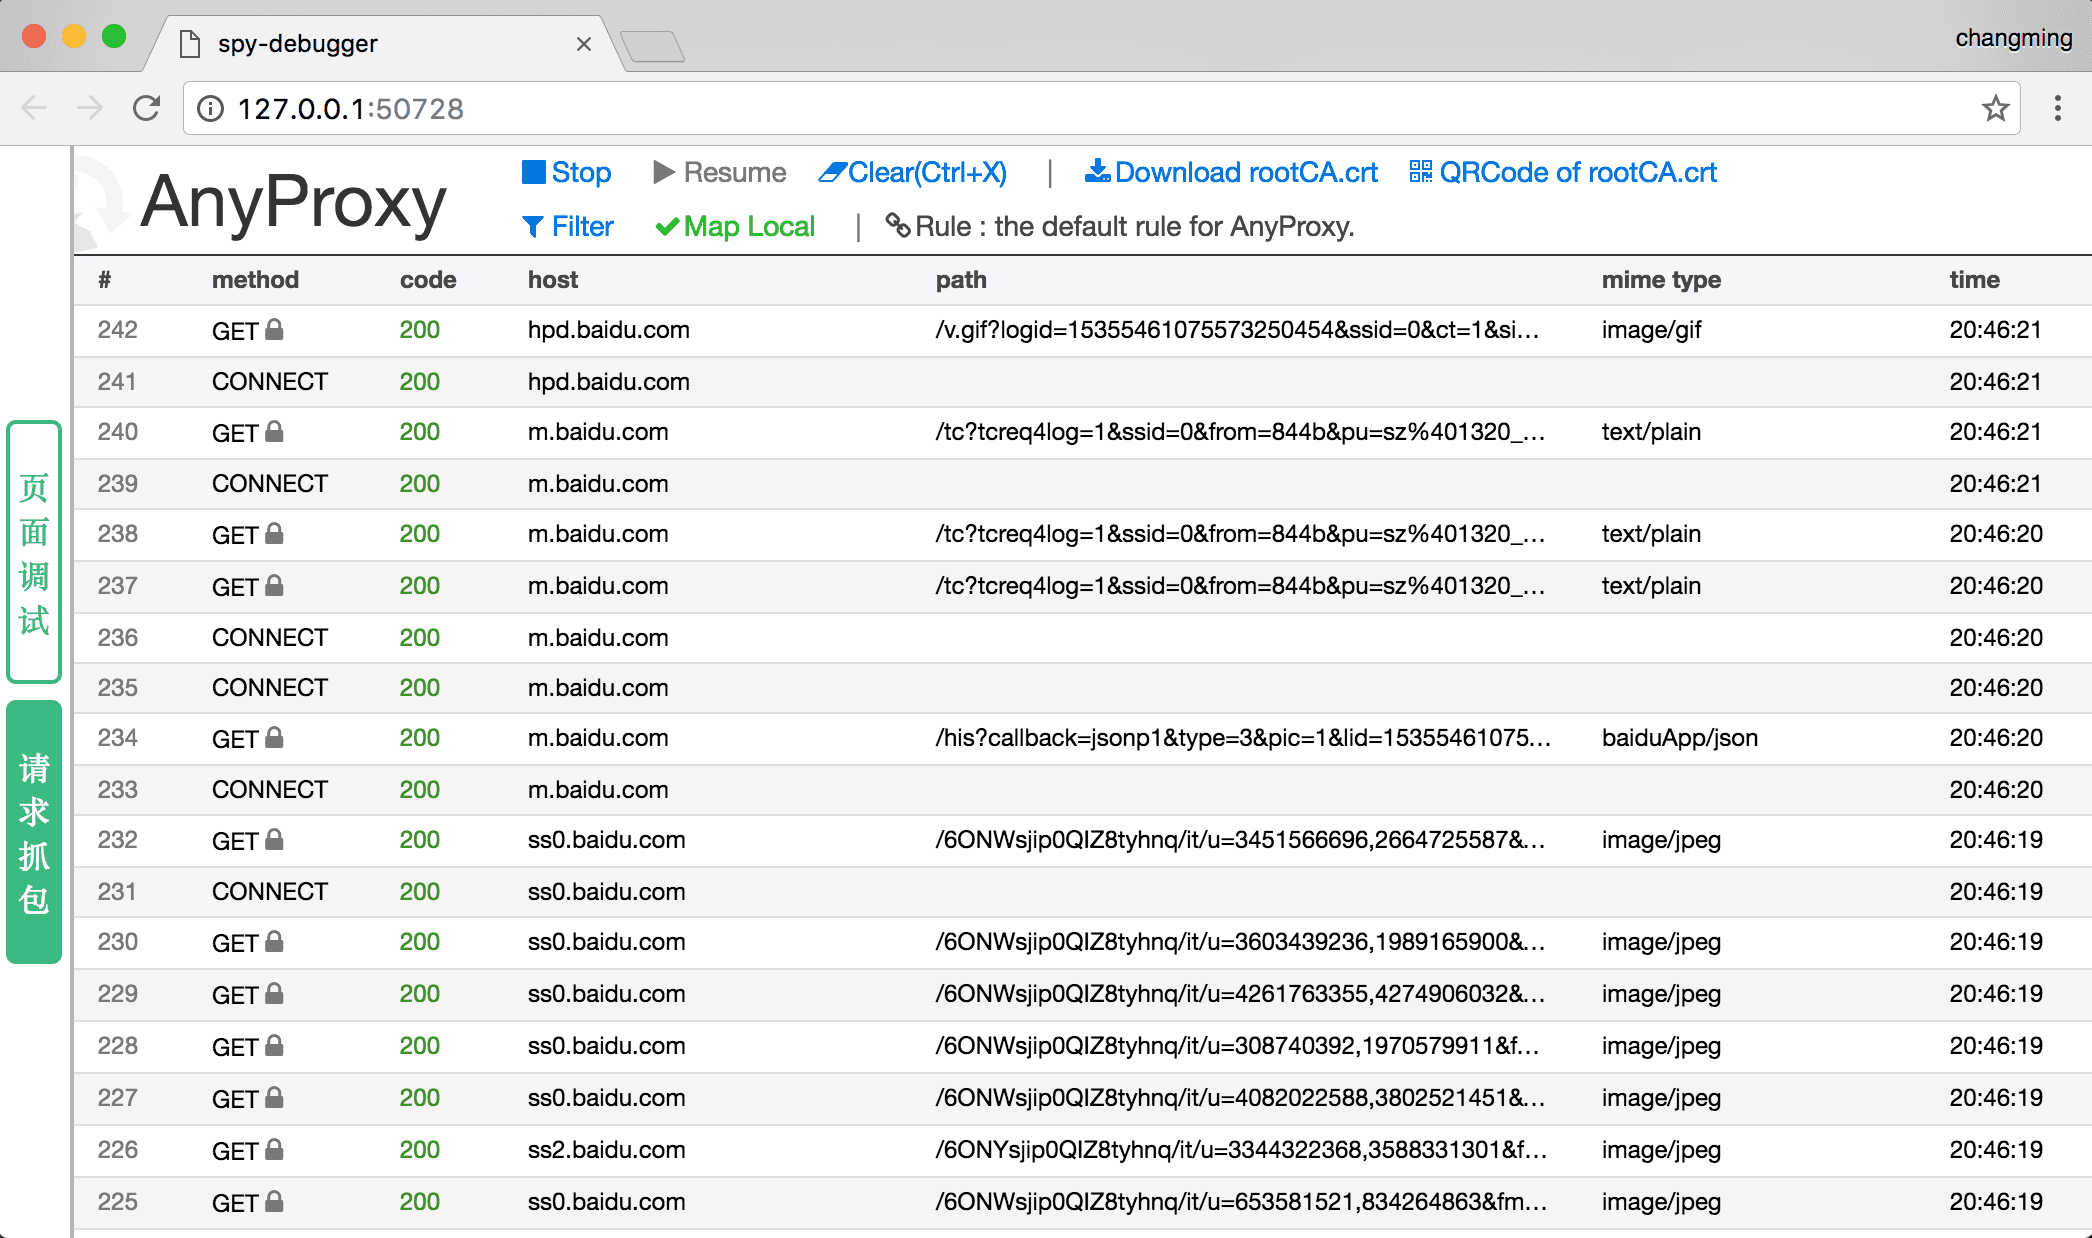 spy-debugger
changming
127.0.0.1:50728
页面调试
请求抓包
AnyProxy
Stop Resume Clear(Ctrl+X) | Download rootCA.crt QRCode of rootCA.crt
Filter Map Local | Rule : the default rule for AnyProxy.
# method code host path mime type time
242 GET 200 hpd.baidu.com /v.gif?logid=15355461075573250454&ssid=0&ct=1&si... image/gif 20:46:21
241 CONNECT 200 hpd.baidu.com 20:46:21
240 GET 200 m.baidu.com /tc?tcreq4log=1&ssid=0&from=844b&pu=sz%401320_... text/plain 20:46:21
239 CONNECT 200 m.baidu.com 20:46:21
238 GET 200 m.baidu.com /tc?tcreq4log=1&ssid=0&from=844b&pu=sz%401320_... text/plain 20:46:20
237 GET 200 m.baidu.com /tc?tcreq4log=1&ssid=0&from=844b&pu=sz%401320_... text/plain 20:46:20
236 CONNECT 200 m.baidu.com 20:46:20
235 CONNECT 200 m.baidu.com 20:46:20
234 GET 200 m.baidu.com /his?callback=jsonp1&type=3&pic=1&lid=15355461075... baiduApp/json 20:46:20
233 CONNECT 200 m.baidu.com 20:46:20
232 GET 200 ss0.baidu.com /6ONWsjip0QIZ8tyhnq/it/u=3451566696,2664725587&... image/jpeg 20:46:19
231 CONNECT 200 ss0.baidu.com 20:46:19
230 GET 200 ss0.baidu.com /6ONWsjip0QIZ8tyhnq/it/u=3603439236,1989165900&... image/jpeg 20:46:19
229 GET 200 ss0.baidu.com /6ONWsjip0QIZ8tyhnq/it/u=4261763355,4274906032&... image/jpeg 20:46:19
228 GET 200 ss0.baidu.com /6ONWsjip0QIZ8tyhnq/it/u=308740392,1970579911&f... image/jpeg 20:46:19
227 GET 200 ss0.baidu.com /6ONWsjip0QIZ8tyhnq/it/u=4082022588,3802521451&... image/jpeg 20:46:19
226 GET 200 ss2.baidu.com /6ONYsjip0QIZ8tyhnq/it/u=3344322368,3588331301&f... image/jpeg 20:46:19
225 GET 200 ss0.baidu.com /6ONWsjip0QIZ8tyhnq/it/u=653581521,834264863&fm... image/jpeg 20:46:19